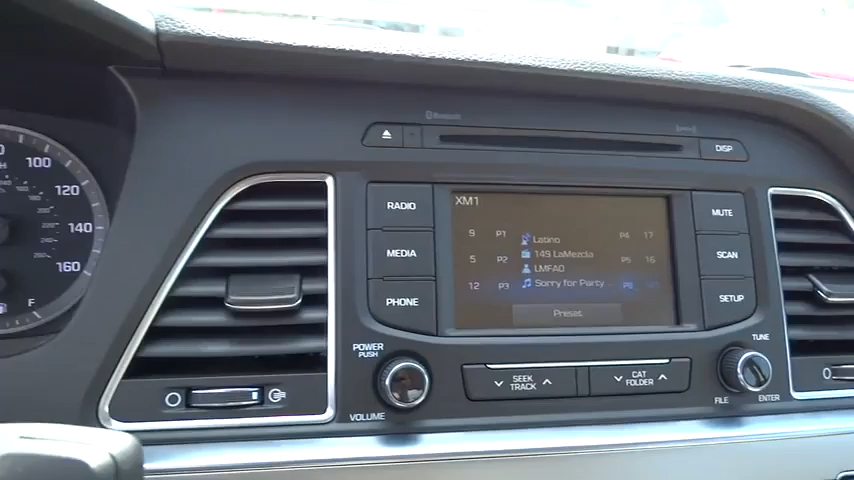 Bluetooth
DISP
RADIO
MEDIA
PHONE
XM1
9 P1 Latino P4 17
5 P2 149 LaMezcla P5 15
LMFAO
12 P3 Sorry for Party P6
Presets
MUTE
SCAN
SETUP
100
120
140
160
F
POWER
PUSH
VOLUME
SEEK
TRACK
CAT
FOLDER
TUNE
FILE
ENTER